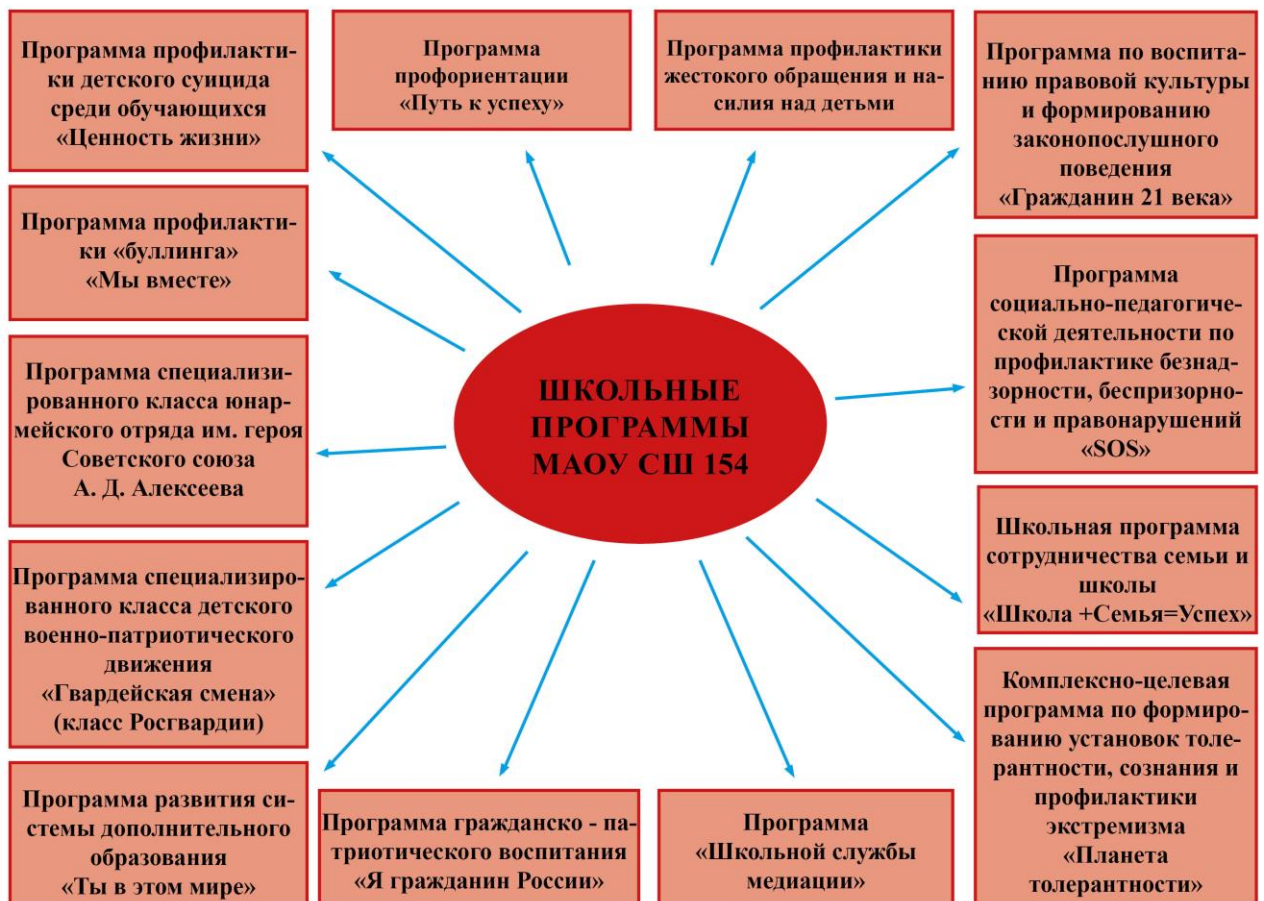 Программа профилакти-
ки детского суицида
среди обучающихся
«Ценность жизни»
Программа
профориентации
«Путь к успеху»
Программа профилактики
жестокого обращения и на-
силия над детьми
Программа по воспита-
нию правовой культуры
и формированию
законопослушного
поведения
«Гражданин 21 века»
Программа профилакти-
ки «буллинга»
«Мы вместе»
Программа
социально-педагогиче-
ской деятельности по
профилактике безнад-
зорности, беспризорно-
сти и правонарушений
«SOS»
Программа специализи-
рованного класса юнар-
мейского отряда им. героя
Советского союза
А. Д. Алексеева
ШКОЛЬНЫЕ
ПРОГРАММЫ
МАОУ СШ 154
Школьная программа
сотрудничества семьи и
школы
«Школа +Семья=Успех»
Программа специализиро-
ванного класса детского
военно-патриотического
движения
«Гвардейская смена»
(класс Росгвардии)
Комплексно-целевая
программа по формиро-
ванию установок толе-
рантности, сознания и
профилактики
экстремизма
«Планета
толерантности»
Программа развития си-
стемы дополнительного
образования
«Ты в этом мире»
Программа гражданско - па-
триотического воспитания
«Я гражданин России»
Программа
«Школьной службы
медиации»